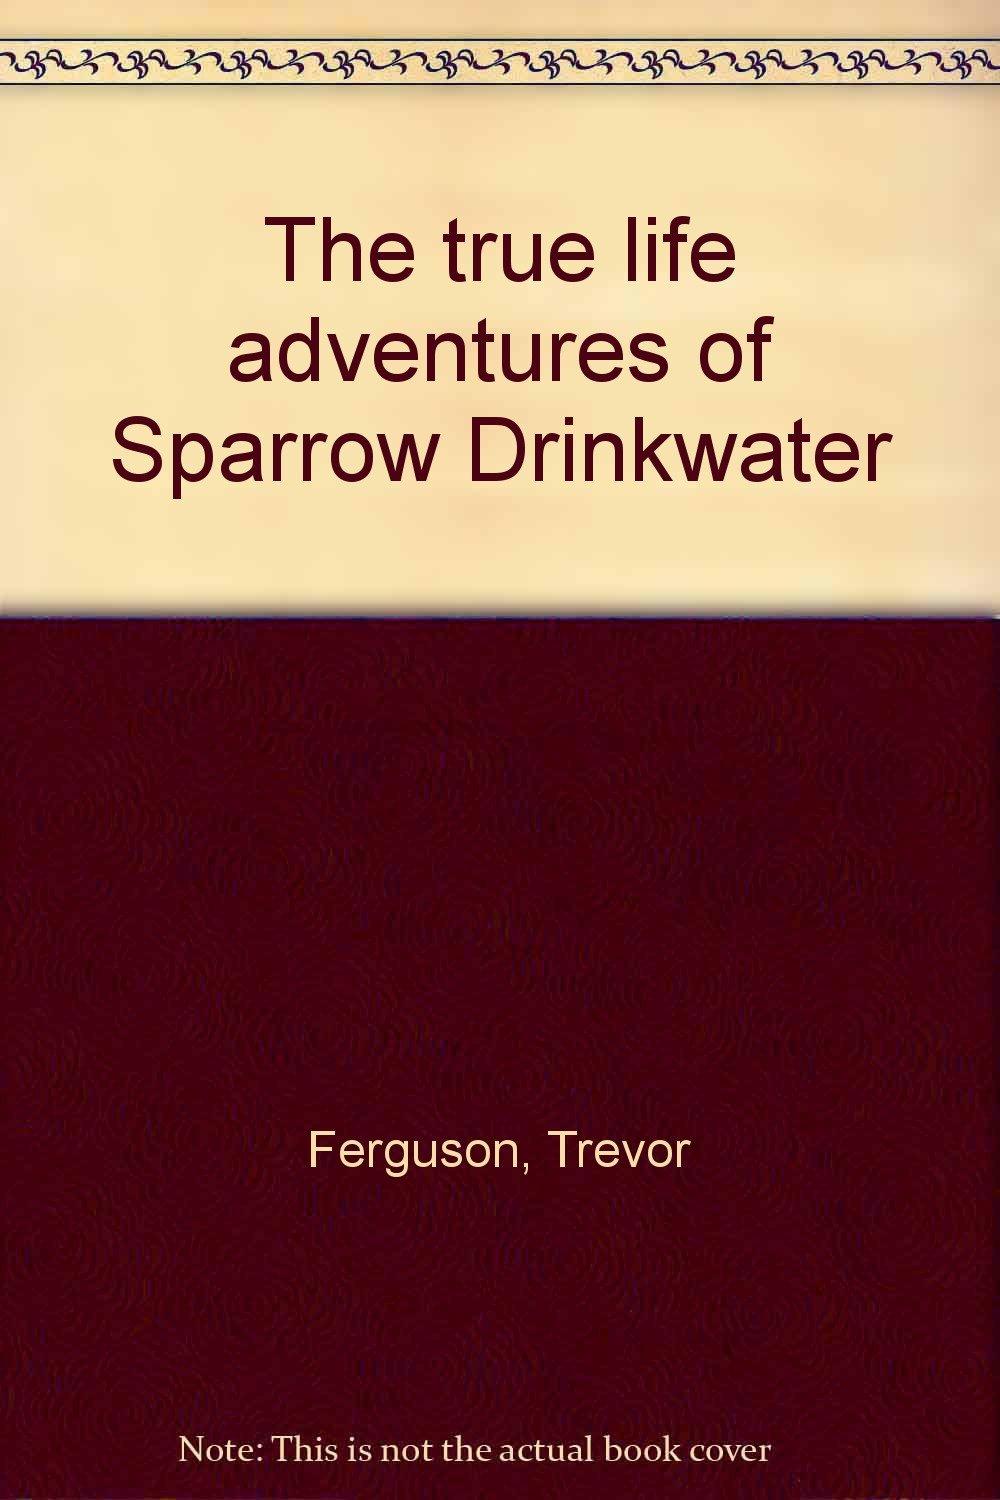 The true life
adventures of
Sparrow Drinkwater
Ferguson, Trevor
Note: This is not the actual book cover